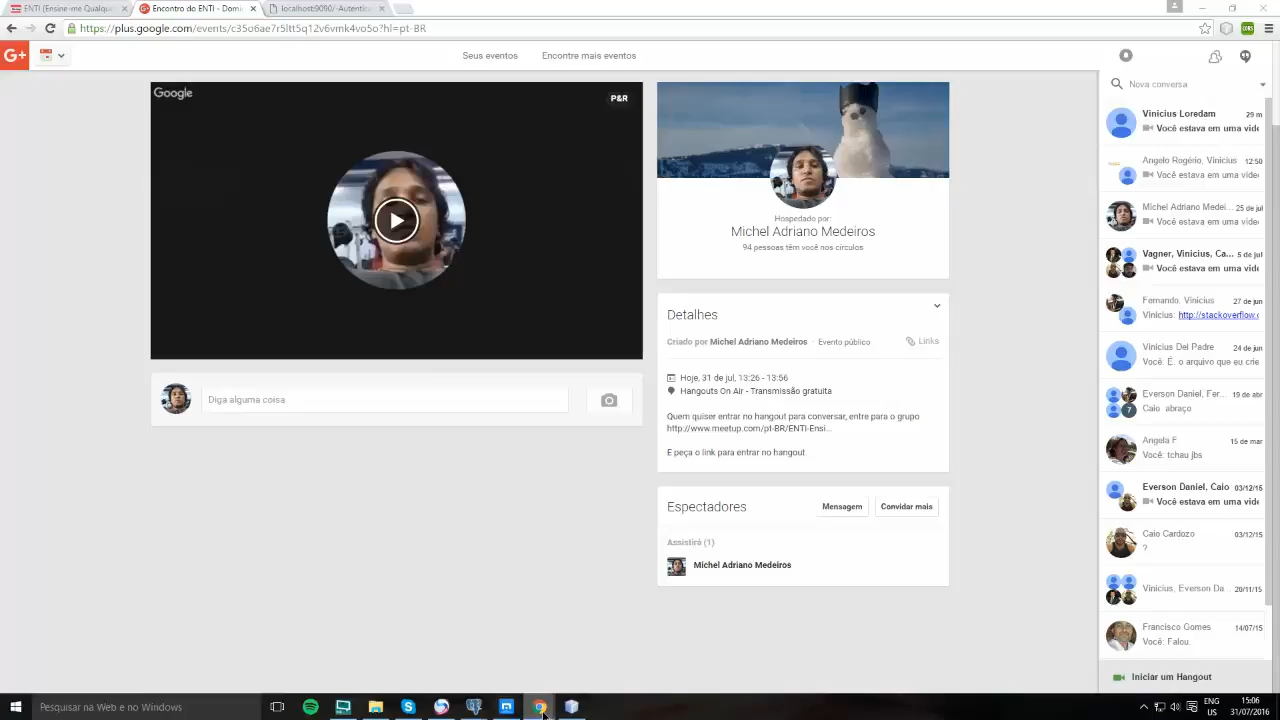 ENTI (Ensine-me Qualqu
Encontro do ENTI - Dom
localhost:9090/-Autentica
https://plus.google.com/events/c35o6ae7r5ltt5q12v6vmk4vo5o?hl=pt-BR
G+
Seus eventos
Encontre mais eventos
Google
P&R
Hospedado por:
Michel Adriano Medeiros
94 pessoas têm você nos círculos
Diga alguma coisa
Detalhes
Criado por Michel Adriano Medeiros · Evento público
Links
Hoje, 31 de jul, 13:26 - 13:56
Hangouts On Air - Transmissão gratuita
Quem quiser entrar no hangout para conversar, entre para o grupo
http://www.meetup.com/pt-BR/ENTI-Ensi...
E peça o link para entrar no hangout.
Espectadores
Mensagem
Convidar mais
Assistirá (1)
Michel Adriano Medeiros
Nova conversa
Vinicius Loredam 29 m
Você estava em uma vide
Angelo Rogério, Vinicius 12:50
Você estava em uma vídeo
Michel Adriano Medei... 25 de jul
Você estava em uma vide
Vagner, Vinicius, Ca... 5 de jul
Você estava em uma vide
Fernando, Vinicius 27 de jun
Vinicius: http://stackoverflow.c
Vinicius Del Padre 24 de jun
Você: É. o arquivo que eu crie
Everson Daniel, Fer... 19 de abr
7
Caio abraço
Angela F 15 de mar
Você: tchau jbs
Everson Daniel, Caio 03/12/15
Você estava em uma vide
Caio Cardozo 03/12/15
?
Vinicius, Everson Da... 20/11/15
Francisco Gomes 14/07/15
Você: Falou.
Iniciar um Hangout
Pesquisar na Web e no Windows
ENG
US
15:06
31/07/2016